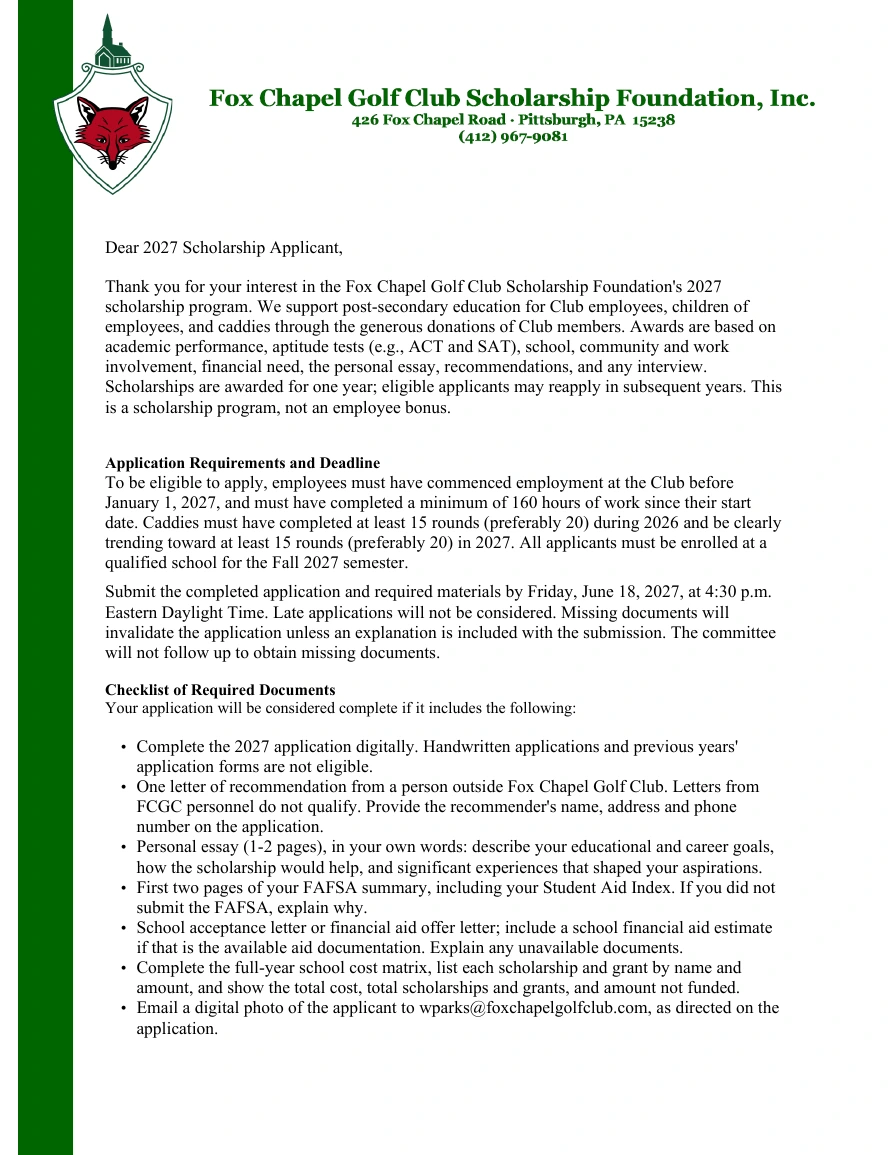 Fox Chapel Golf Club Scholarship Foundation, Inc.
426 Fox Chapel Road · Pittsburgh, PA 15238
(412) 967-9081
Dear 2027 Scholarship Applicant,
Thank you for your interest in the Fox Chapel Golf Club Scholarship Foundation's 2027
scholarship program. We support post-secondary education for Club employees, children of
employees, and caddies through the generous donations of Club members. Awards are based on
academic performance, aptitude tests (e.g., ACT and SAT), school, community and work
involvement, financial need, the personal essay, recommendations, and any interview.
Scholarships are awarded for one year; eligible applicants may reapply in subsequent years. This
is a scholarship program, not an employee bonus.
Application Requirements and Deadline
To be eligible to apply, employees must have commenced employment at the Club before
January 1, 2027, and must have completed a minimum of 160 hours of work since their start
date. Caddies must have completed at least 15 rounds (preferably 20) during 2026 and be clearly
trending toward at least 15 rounds (preferably 20) in 2027. All applicants must be enrolled at a
qualified school for the Fall 2027 semester.
Submit the completed application and required materials by Friday, June 18, 2027, at 4:30 p.m.
Eastern Daylight Time. Late applications will not be considered. Missing documents will
invalidate the application unless an explanation is included with the submission. The committee
will not follow up to obtain missing documents.
Checklist of Required Documents
Your application will be considered complete if it includes the following:
• Complete the 2027 application digitally. Handwritten applications and previous years'
application forms are not eligible.
• One letter of recommendation from a person outside Fox Chapel Golf Club. Letters from
FCGC personnel do not qualify. Provide the recommender's name, address and phone
number on the application.
• Personal essay (1-2 pages), in your own words: describe your educational and career goals,
how the scholarship would help, and significant experiences that shaped your aspirations.
• First two pages of your FAFSA summary, including your Student Aid Index. If you did not
submit the FAFSA, explain why.
• School acceptance letter or financial aid offer letter; include a school financial aid estimate
if that is the available aid documentation. Explain any unavailable documents.
• Complete the full-year school cost matrix, list each scholarship and grant by name and
amount, and show the total cost, total scholarships and grants, and amount not funded.
• Email a digital photo of the applicant to wparks@foxchapelgolfclub.com, as directed on the
application.